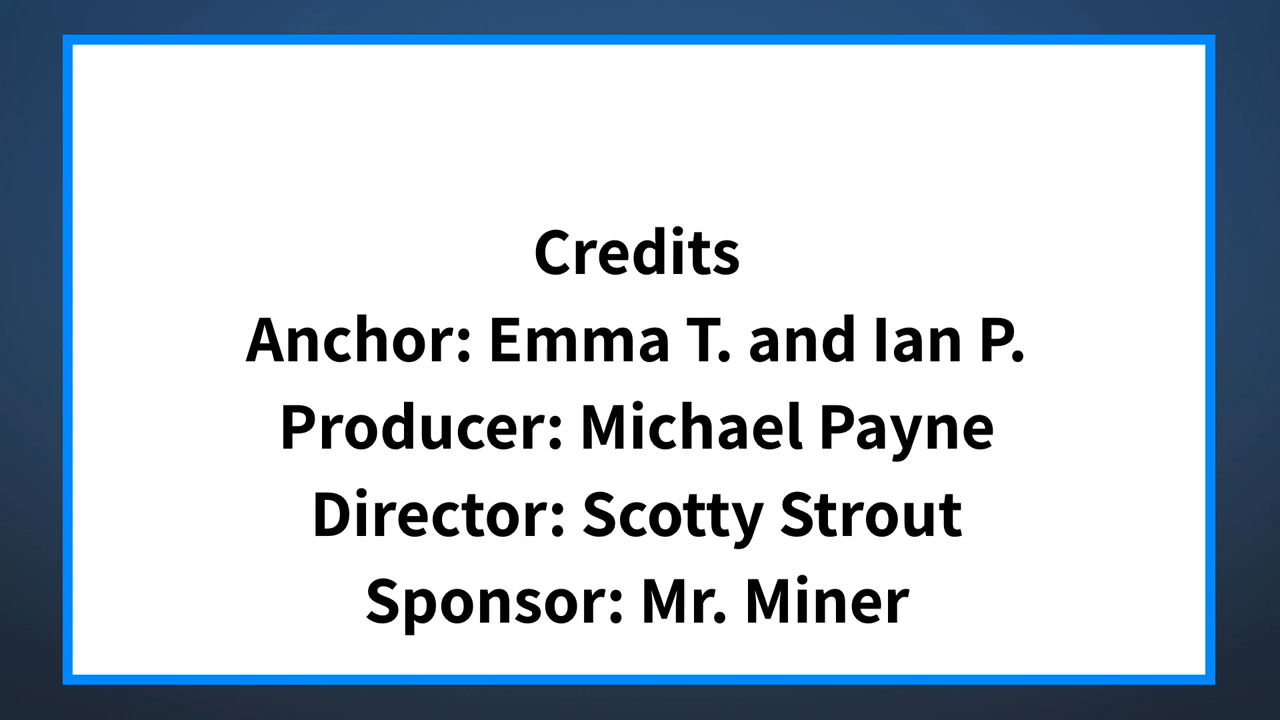 Credits
Anchor: Emma T. and Ian P.
Producer: Michael Payne
Director: Scotty Strout
Sponsor: Mr. Miner